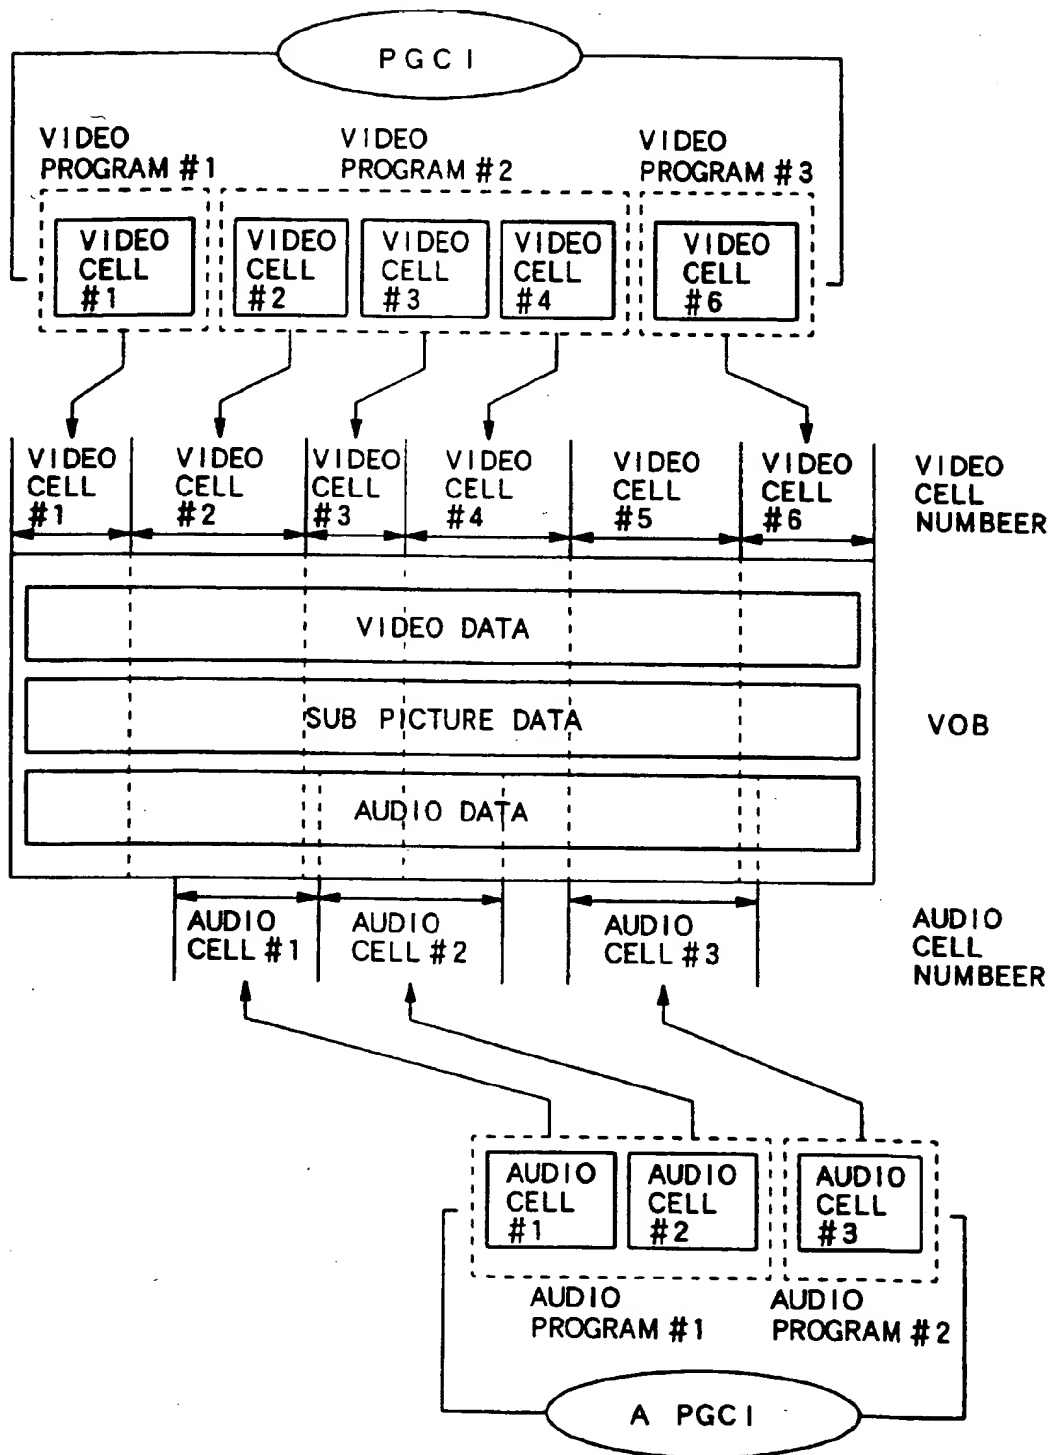 PGCI
VIDEO
PROGRAM #1
VIDEO
PROGRAM #2
VIDEO
PROGRAM #3
VIDEO
CELL
#1
VIDEO
CELL
#2
VIDEO
CELL
#3
VIDEO
CELL
#4
VIDEO
CELL
#6
VIDEO
CELL
#1
VIDEO
CELL
#2
VIDEO
CELL
#3
VIDEO
CELL
#4
VIDEO
CELL
#5
VIDEO
CELL
#6
VIDEO
CELL
NUMBEER
VIDEO DATA
SUB PICTURE DATA
VOB
AUDIO DATA
AUDIO
CELL #1
AUDIO
CELL #2
AUDIO
CELL #3
AUDIO
CELL
NUMBEER
AUDIO
CELL
#1
AUDIO
CELL
#2
AUDIO
CELL
#3
AUDIO
PROGRAM #1
AUDIO
PROGRAM #2
A PGCI